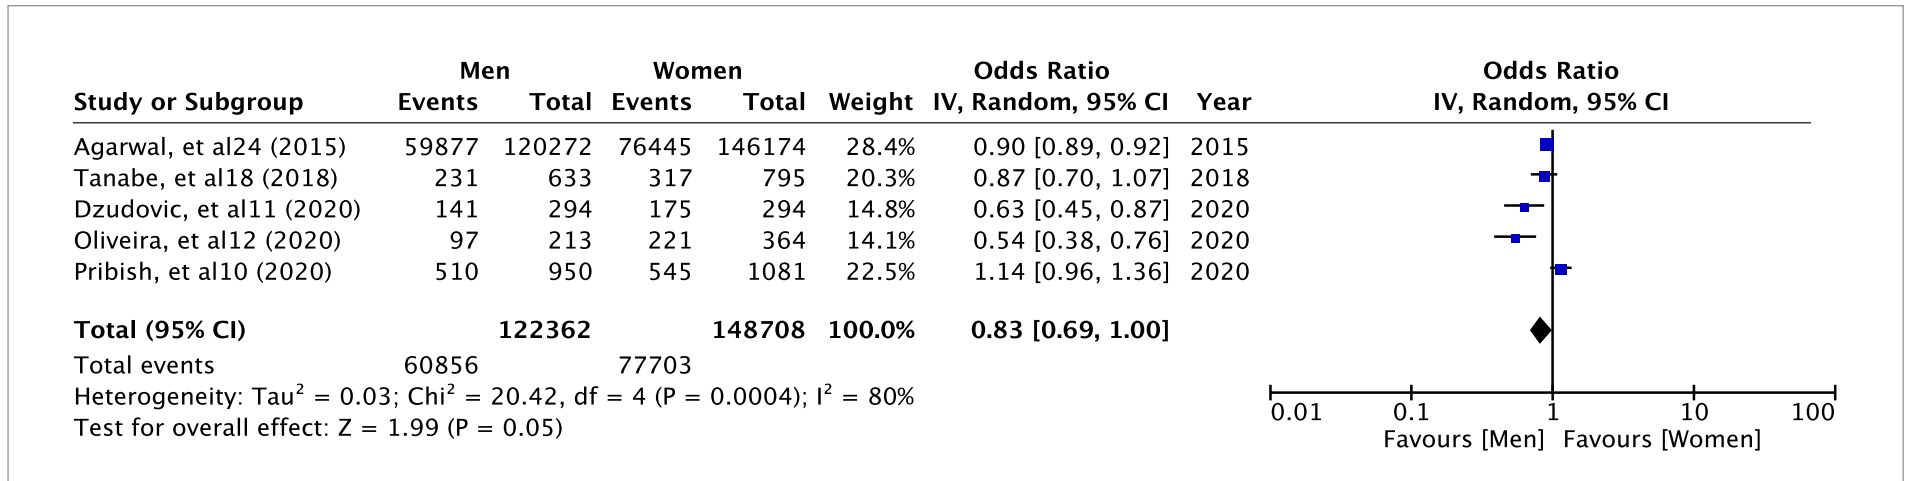 Men Women Odds Ratio Odds Ratio
Study or Subgroup Events Total Events Total Weight IV, Random, 95% CI Year IV, Random, 95% CI
Agarwal, et al24 (2015) 59877 120272 76445 146174 28.4% 0.90 [0.89, 0.92] 2015
Tanabe, et al18 (2018) 231 633 317 795 20.3% 0.87 [0.70, 1.07] 2018
Dzudovic, et al11 (2020) 141 294 175 294 14.8% 0.63 [0.45, 0.87] 2020
Oliveira, et al12 (2020) 97 213 221 364 14.1% 0.54 [0.38, 0.76] 2020
Pribish, et al10 (2020) 510 950 545 1081 22.5% 1.14 [0.96, 1.36] 2020
Total (95% CI) 122362 148708 100.0% 0.83 [0.69, 1.00]
Total events 60856 77703
Heterogeneity: Tau² = 0.03; Chi² = 20.42, df = 4 (P = 0.0004); I² = 80%
Test for overall effect: Z = 1.99 (P = 0.05)
0.01 0.1 1 10 100
Favours [Men] Favours [Women]